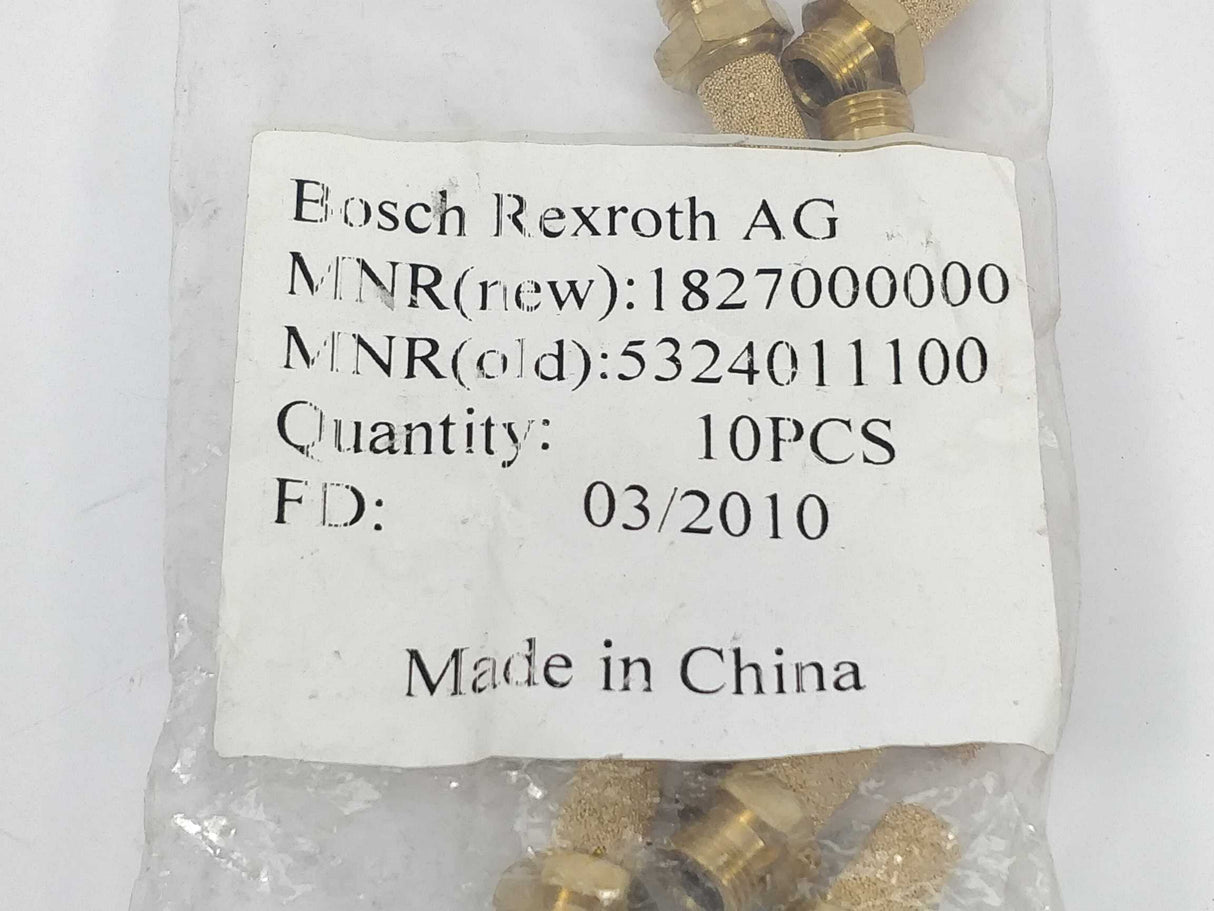 Bosch Rexroth AG
MNR(new):1827000000
MNR(old):5324011100
Quantity: 10PCS
FD: 03/2010
Made in China